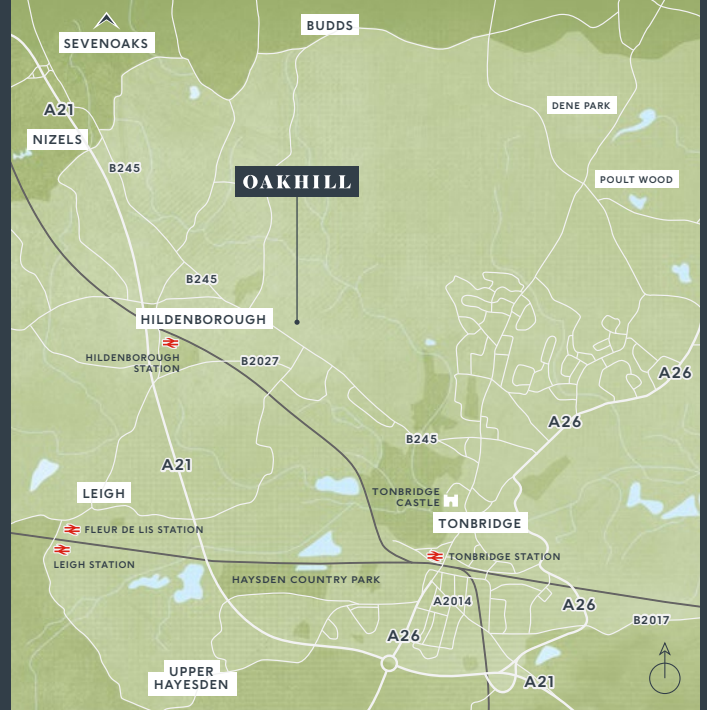 BUDDS
SEVENOAKS
A21
DENE PARK
NIZELS
B245
OAKHILL
POULT WOOD
B245
HILDENBOROUGH
HILDENBOROUGH
STATION
B2027
A26
A26
B245
A21
LEIGH
TONBRIDGE
CASTLE
TONBRIDGE
FLEUR DE LIS STATION
TONBRIDGE STATION
LEIGH STATION
HAYSDEN COUNTRY PARK
A2014
A26
B2017
A26
UPPER
HAYESDEN
A21